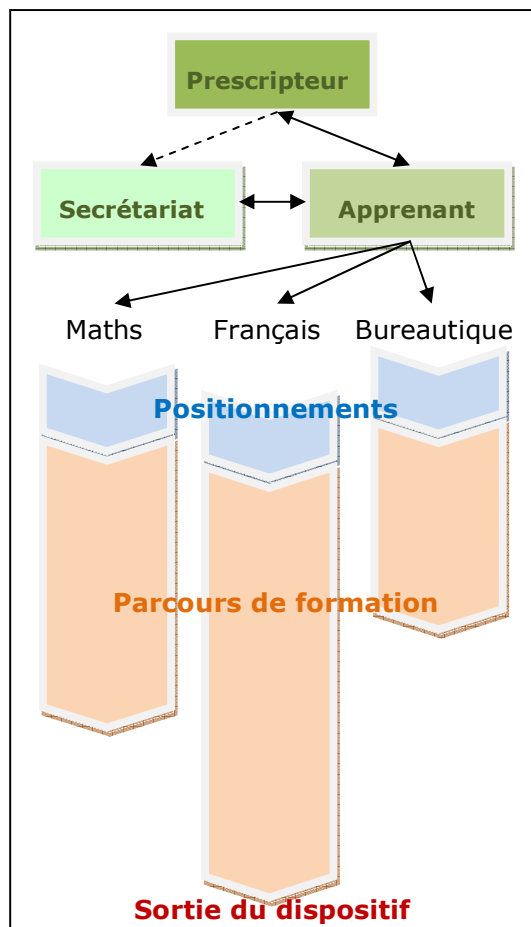 Prescripteur
Secrétariat
Apprenant
Maths
Français
Bureautique
Positionnements
Parcours de formation
Sortie du dispositif